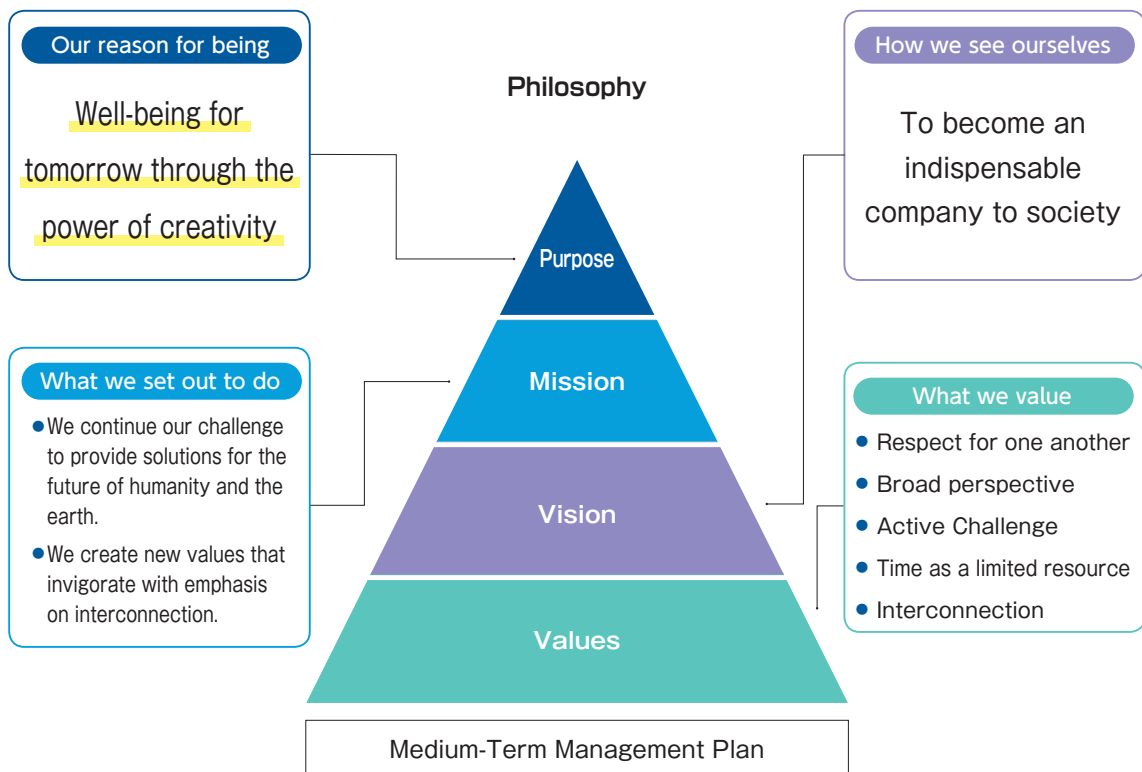 Our reason for being
Well-being for
tomorrow through the
power of creativity
Philosophy
How we see ourselves
To become an
indispensable
company to society
Purpose
Mission
Vision
Values
What we set out to do
●We continue our challenge
to provide solutions for the
future of humanity and the
earth.
●We create new values that
invigorate with emphasis
on interconnection.
What we value
● Respect for one another
● Broad perspective
● Active Challenge
● Time as a limited resource
● Interconnection
Medium-Term Management Plan